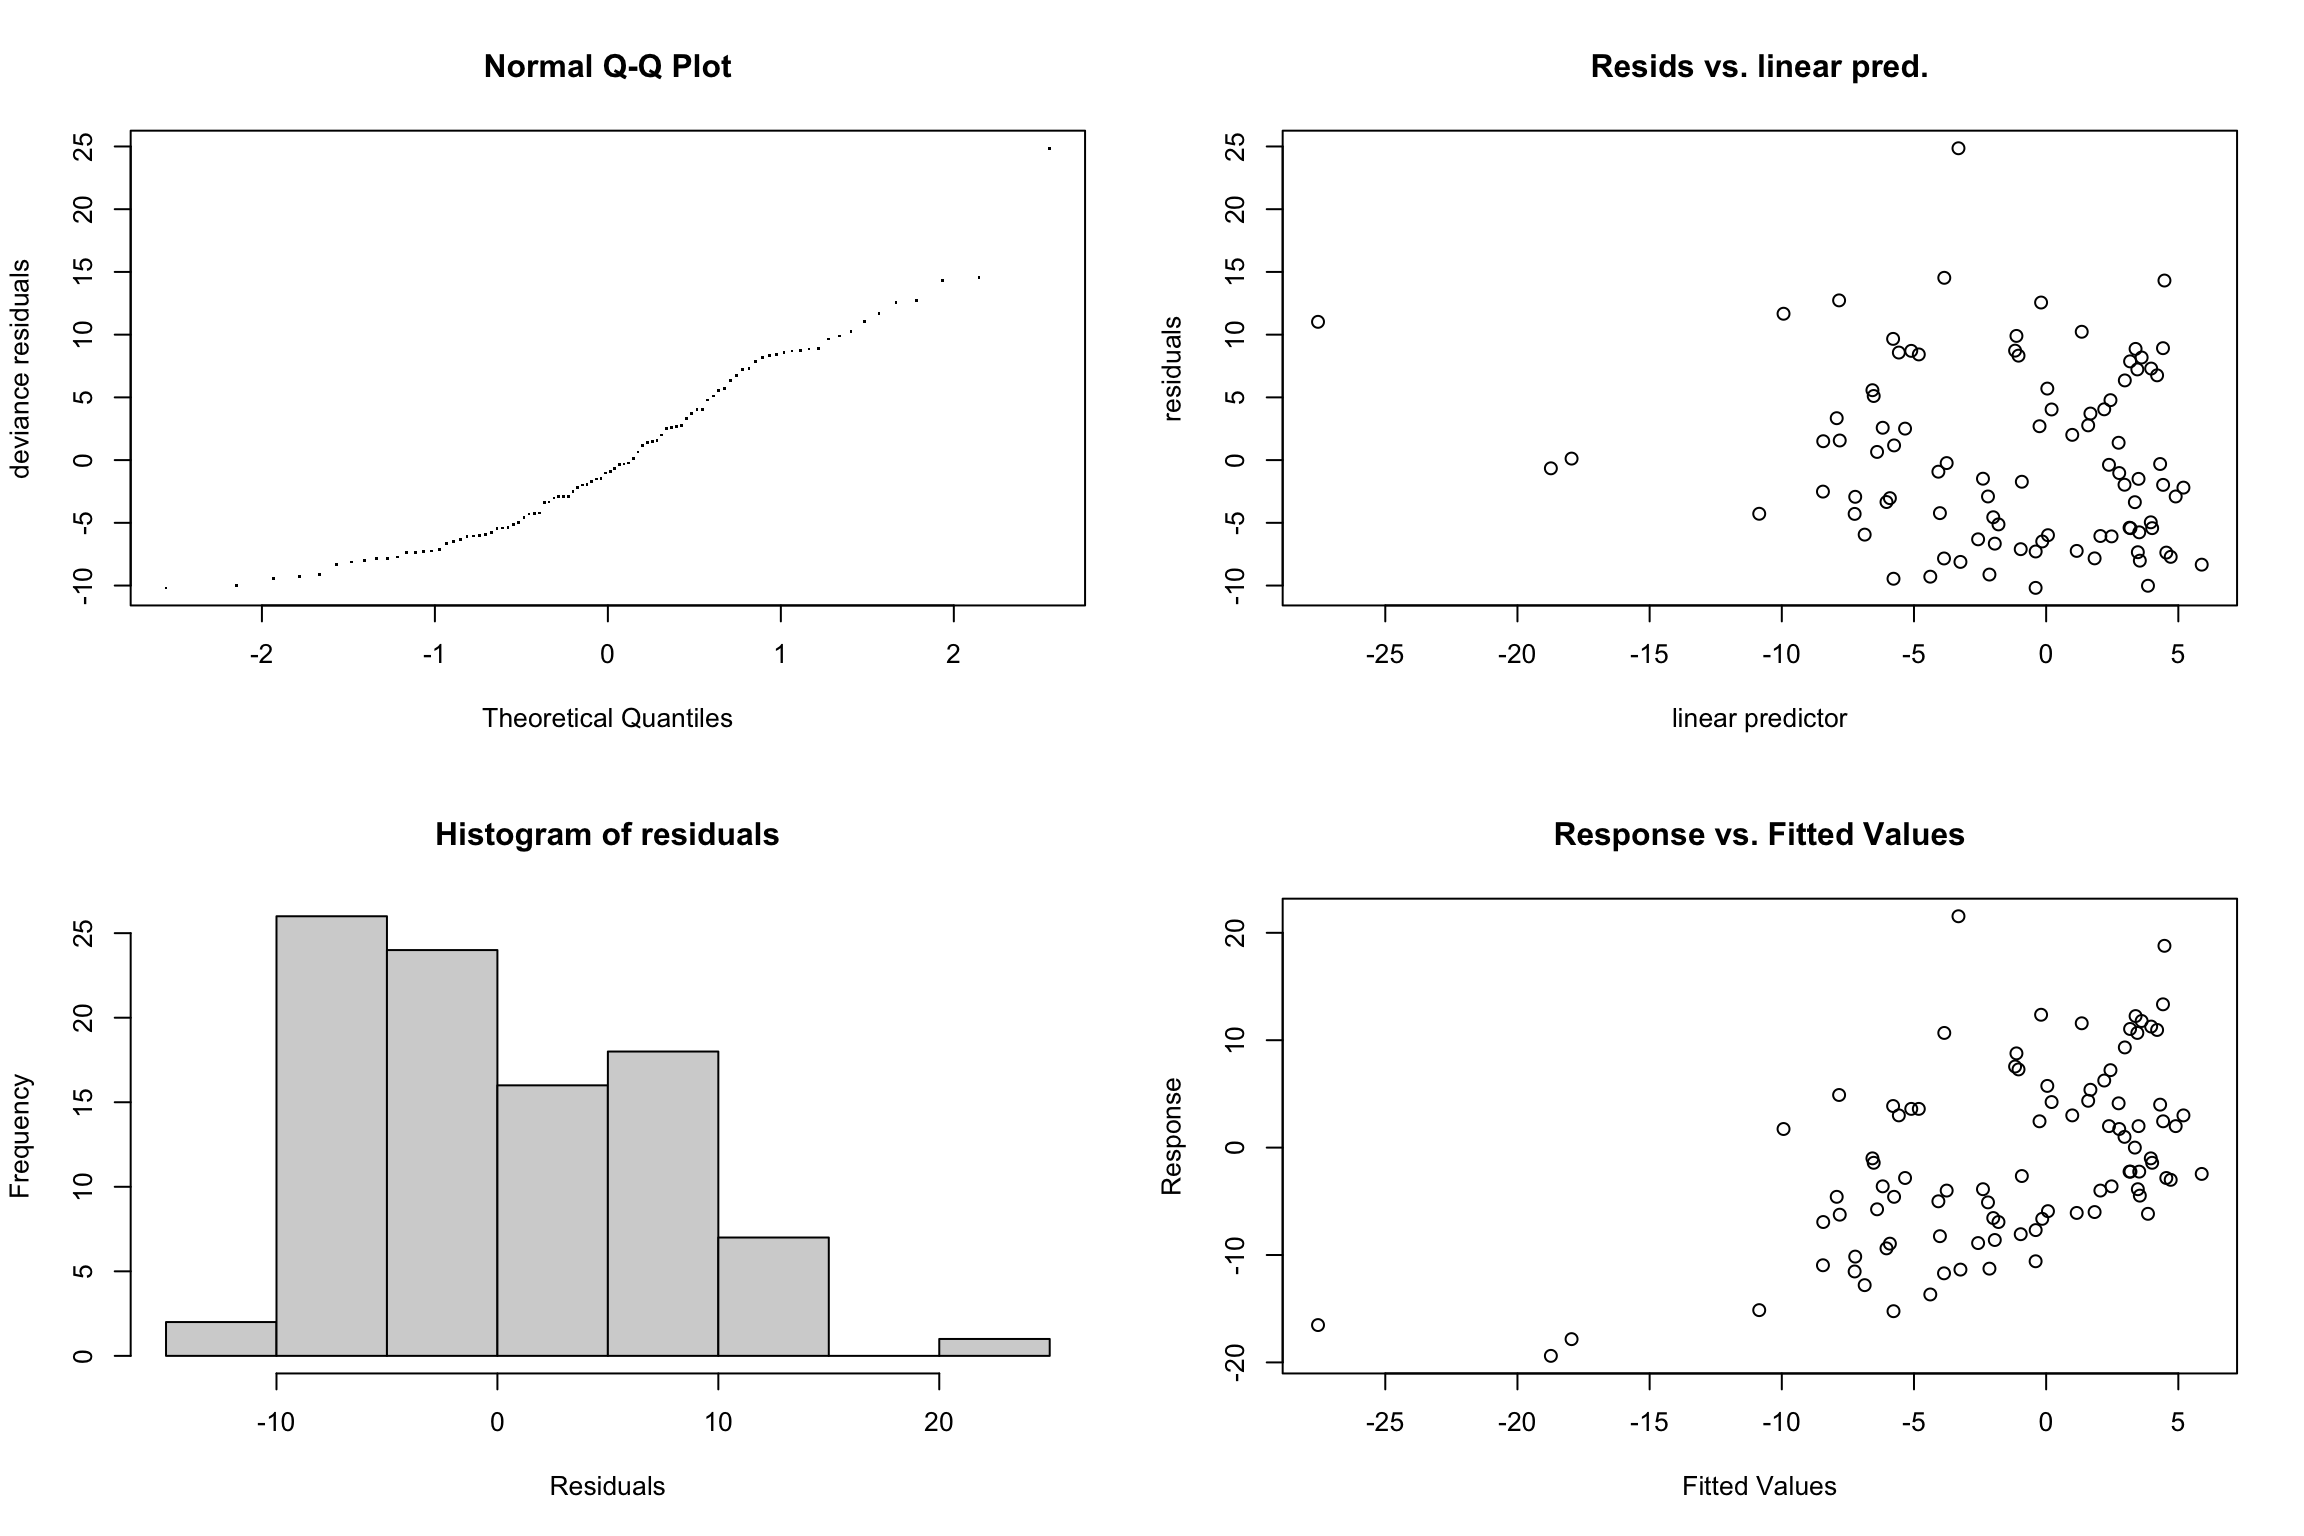 Normal Q-Q Plot
deviance residuals
25
20
15
10
5
0
-5
-10
-2 -1 0 1 2
Theoretical Quantiles
Resids vs. linear pred.
residuals
25
20
15
10
5
0
-5
-10
-25 -20 -15 -10 -5 0 5
linear predictor
Histogram of residuals
Frequency
25
20
15
10
5
0
-10 0 10 20
Residuals
Response vs. Fitted Values
Response
20
10
0
-10
-20
-25 -20 -15 -10 -5 0 5
Fitted Values